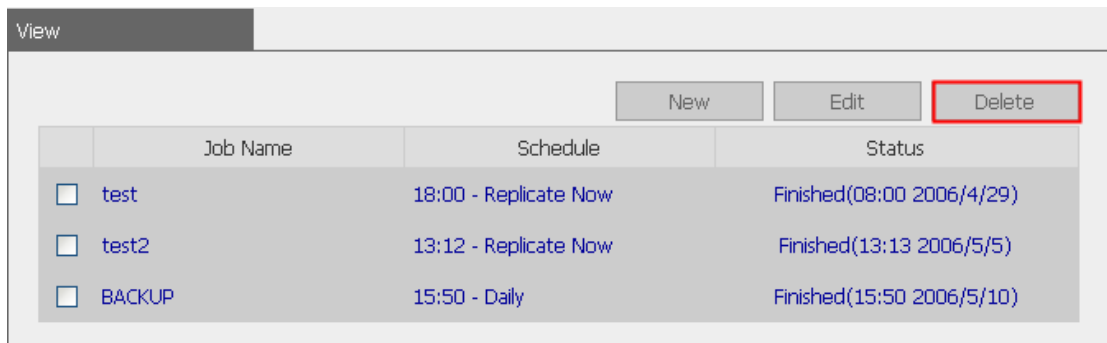 View
New Edit Delete
Job Name Schedule Status
test 18:00 - Replicate Now Finished(08:00 2006/4/29)
test2 13:12 - Replicate Now Finished(13:13 2006/5/5)
BACKUP 15:50 - Daily Finished(15:50 2006/5/10)